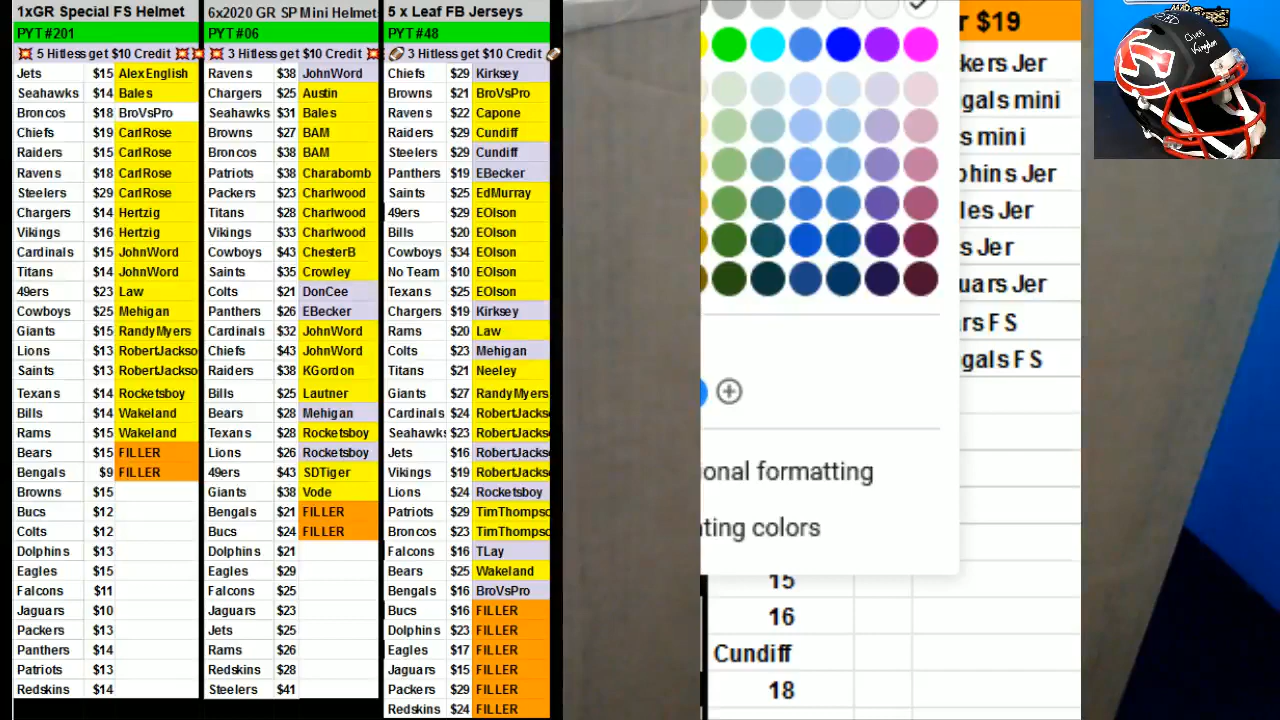 1xGR Special FS Helmet
PYT #201
5 Hitless get $10 Credit
Jets $15 AlexEnglish
Seahawks $14 Bales
Broncos $18 BroVsPro
Chiefs $19 CarlRose
Raiders $15 CarlRose
Ravens $18 CarlRose
Steelers $29 CarlRose
Chargers $14 Hertzig
Vikings $16 Hertzig
Cardinals $15 JohnWord
Titans $14 JohnWord
49ers $23 Law
Cowboys $25 Mehigan
Giants $15 RandyMyers
Lions $13 RobertJackso
Saints $13 RobertJackso
Texans $14 Rocketsboy
Bills $14 Wakeland
Rams $15 Wakeland
Bears $15 FILLER
Bengals $9 FILLER
Browns $15
Bucs $12
Colts $12
Dolphins $13
Eagles $15
Falcons $11
Jaguars $10
Packers $13
Panthers $14
Patriots $13
Redskins $14
6x2020 GR SP Mini Helmet
PYT #06
3 Hitless get $10 Credit
Ravens $38 JohnWord
Chargers $25 Austin
Seahawks $31 Bales
Browns $27 BAM
Broncos $38 BAM
Patriots $38 Charabomb
Packers $23 Charlwood
Titans $28 Charlwood
Vikings $33 Charlwood
Cowboys $43 ChesterB
Saints $35 Crowley
Colts $21 DonCee
Panthers $26 EBecker
Cardinals $32 JohnWord
Chiefs $43 JohnWord
Raiders $38 KGordon
Bills $25 Lautner
Bears $28 Mehigan
Texans $28 Rocketsboy
Lions $26 Rocketsboy
49ers $43 SDTiger
Giants $38 Vode
Bengals $21 FILLER
Bucs $24 FILLER
Dolphins $21
Eagles $29
Falcons $25
Jaguars $23
Jets $25
Rams $26
Redskins $28
Steelers $41
5 x Leaf FB Jerseys
PYT #48
3 Hitless get $10 Credit
Chiefs $29 Kirksey
Browns $21 BroVsPro
Ravens $22 Capone
Raiders $29 Cundiff
Steelers $29 Cundiff
Panthers $19 EBecker
Saints $25 EdMurray
49ers $29 EOlson
Bills $20 EOlson
Cowboys $34 EOlson
No Team $10 EOlson
Texans $25 EOlson
Chargers $19 Kirksey
Rams $20 Law
Colts $23 Mehigan
Titans $21 Neeley
Giants $27 RandyMyers
Cardinals $24 RobertJackso
Seahawks $23 RobertJackso
Jets $16 RobertJackso
Vikings $19 RobertJackso
Lions $24 Rocketsboy
Patriots $29 TimThompso
Broncos $23 TimThompso
Falcons $16 TLay
Bears $25 Wakeland
Bengals $16 BroVsPro
Bucs $16 FILLER
Dolphins $23 FILLER
Eagles $17 FILLER
Jaguars $15 FILLER
Packers $29 FILLER
Redskins $24 FILLER
onal formatting
ting colors
15
16
Cundiff
18
r $19
kers Jer
gals mini
s mini
phins Jer
les Jer
s Jer
uars Jer
rs FS
gals FS